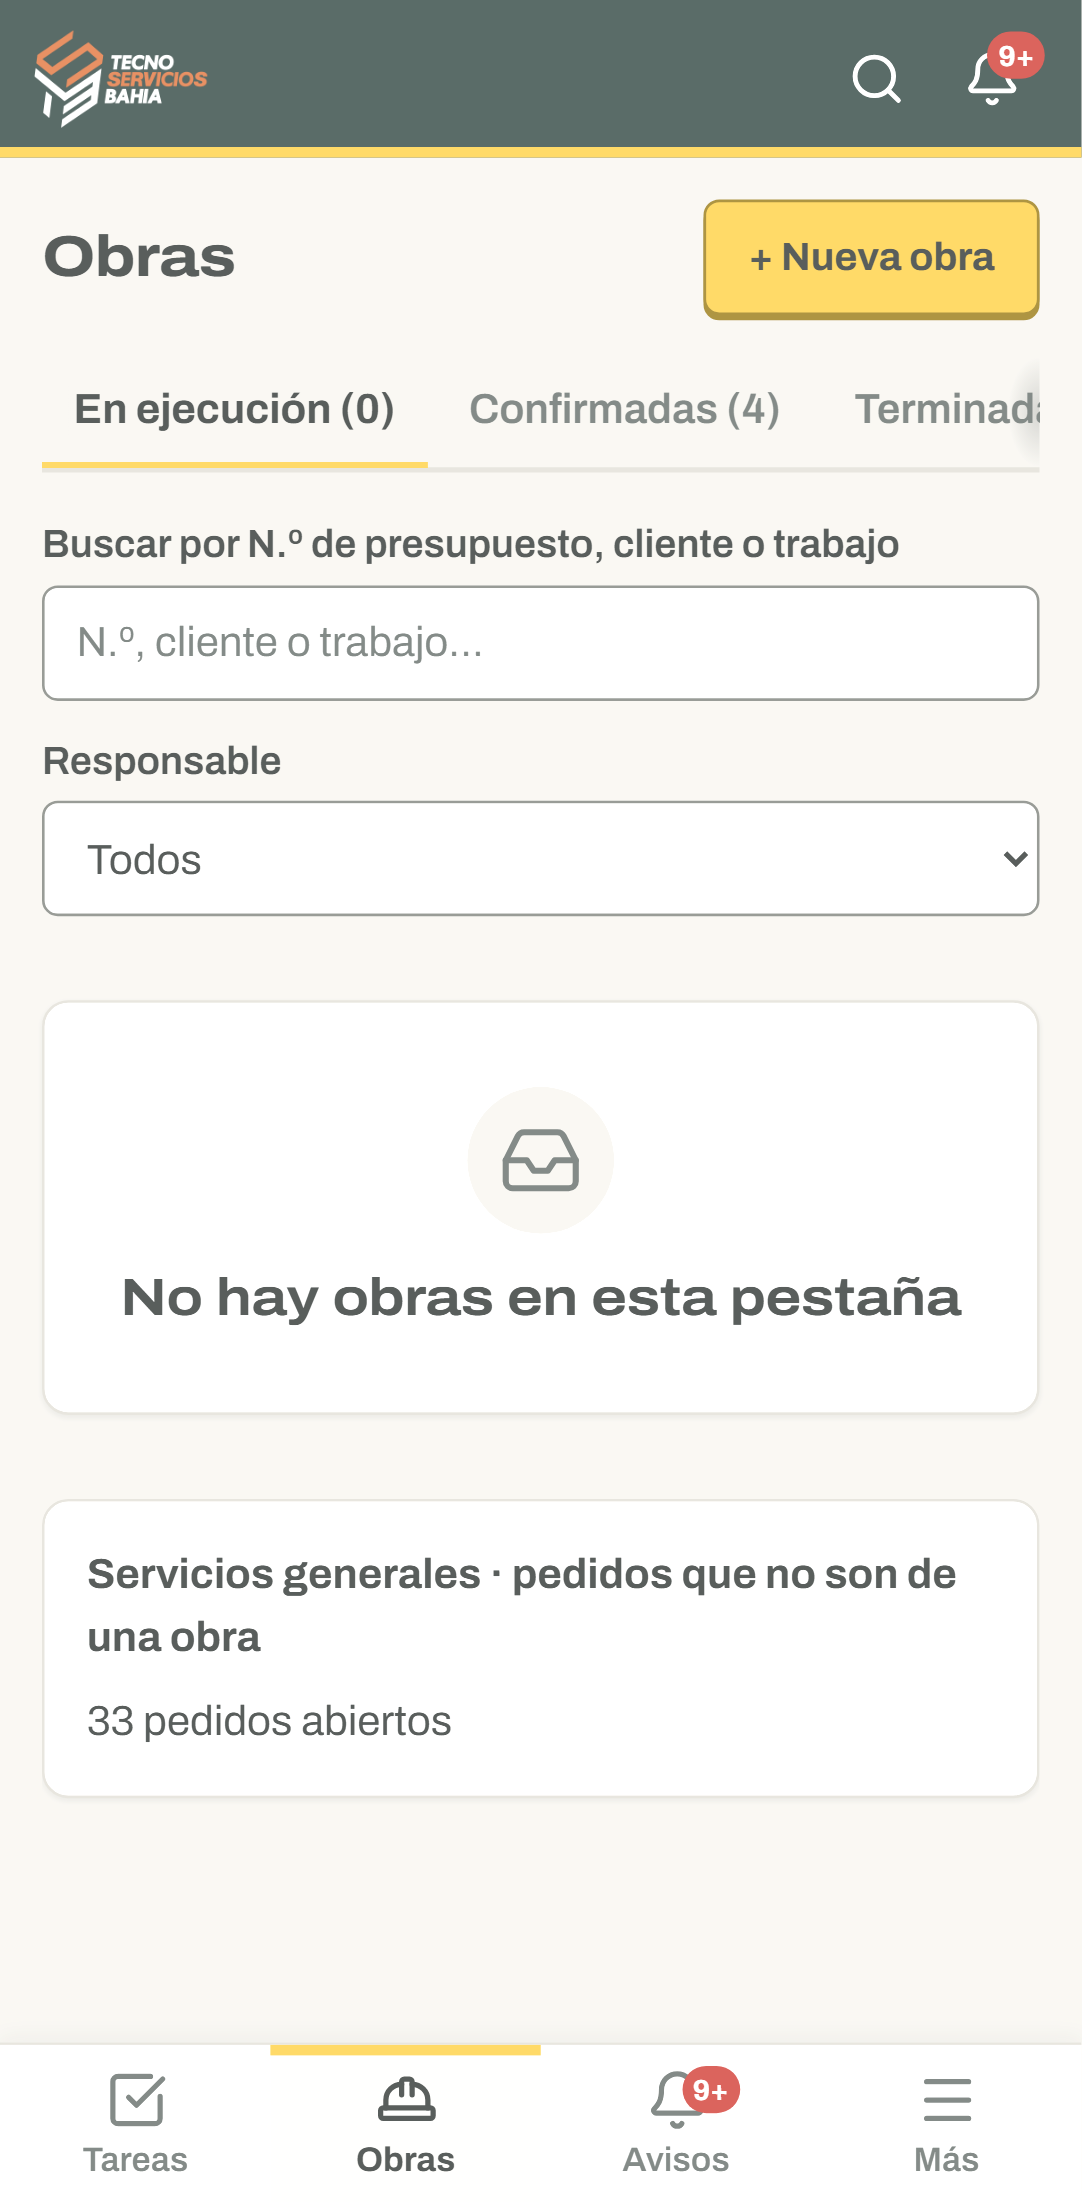 TECNO
SERVICIOS
BAHIA
9+
Obras
+ Nueva obra
En ejecución (0)
Confirmadas (4)
Terminada
Buscar por N.º de presupuesto, cliente o trabajo
N.º, cliente o trabajo...
Responsable
Todos
No hay obras en esta pestaña
Servicios generales · pedidos que no son de
una obra
33 pedidos abiertos
9+
Tareas
Obras
Avisos
Más